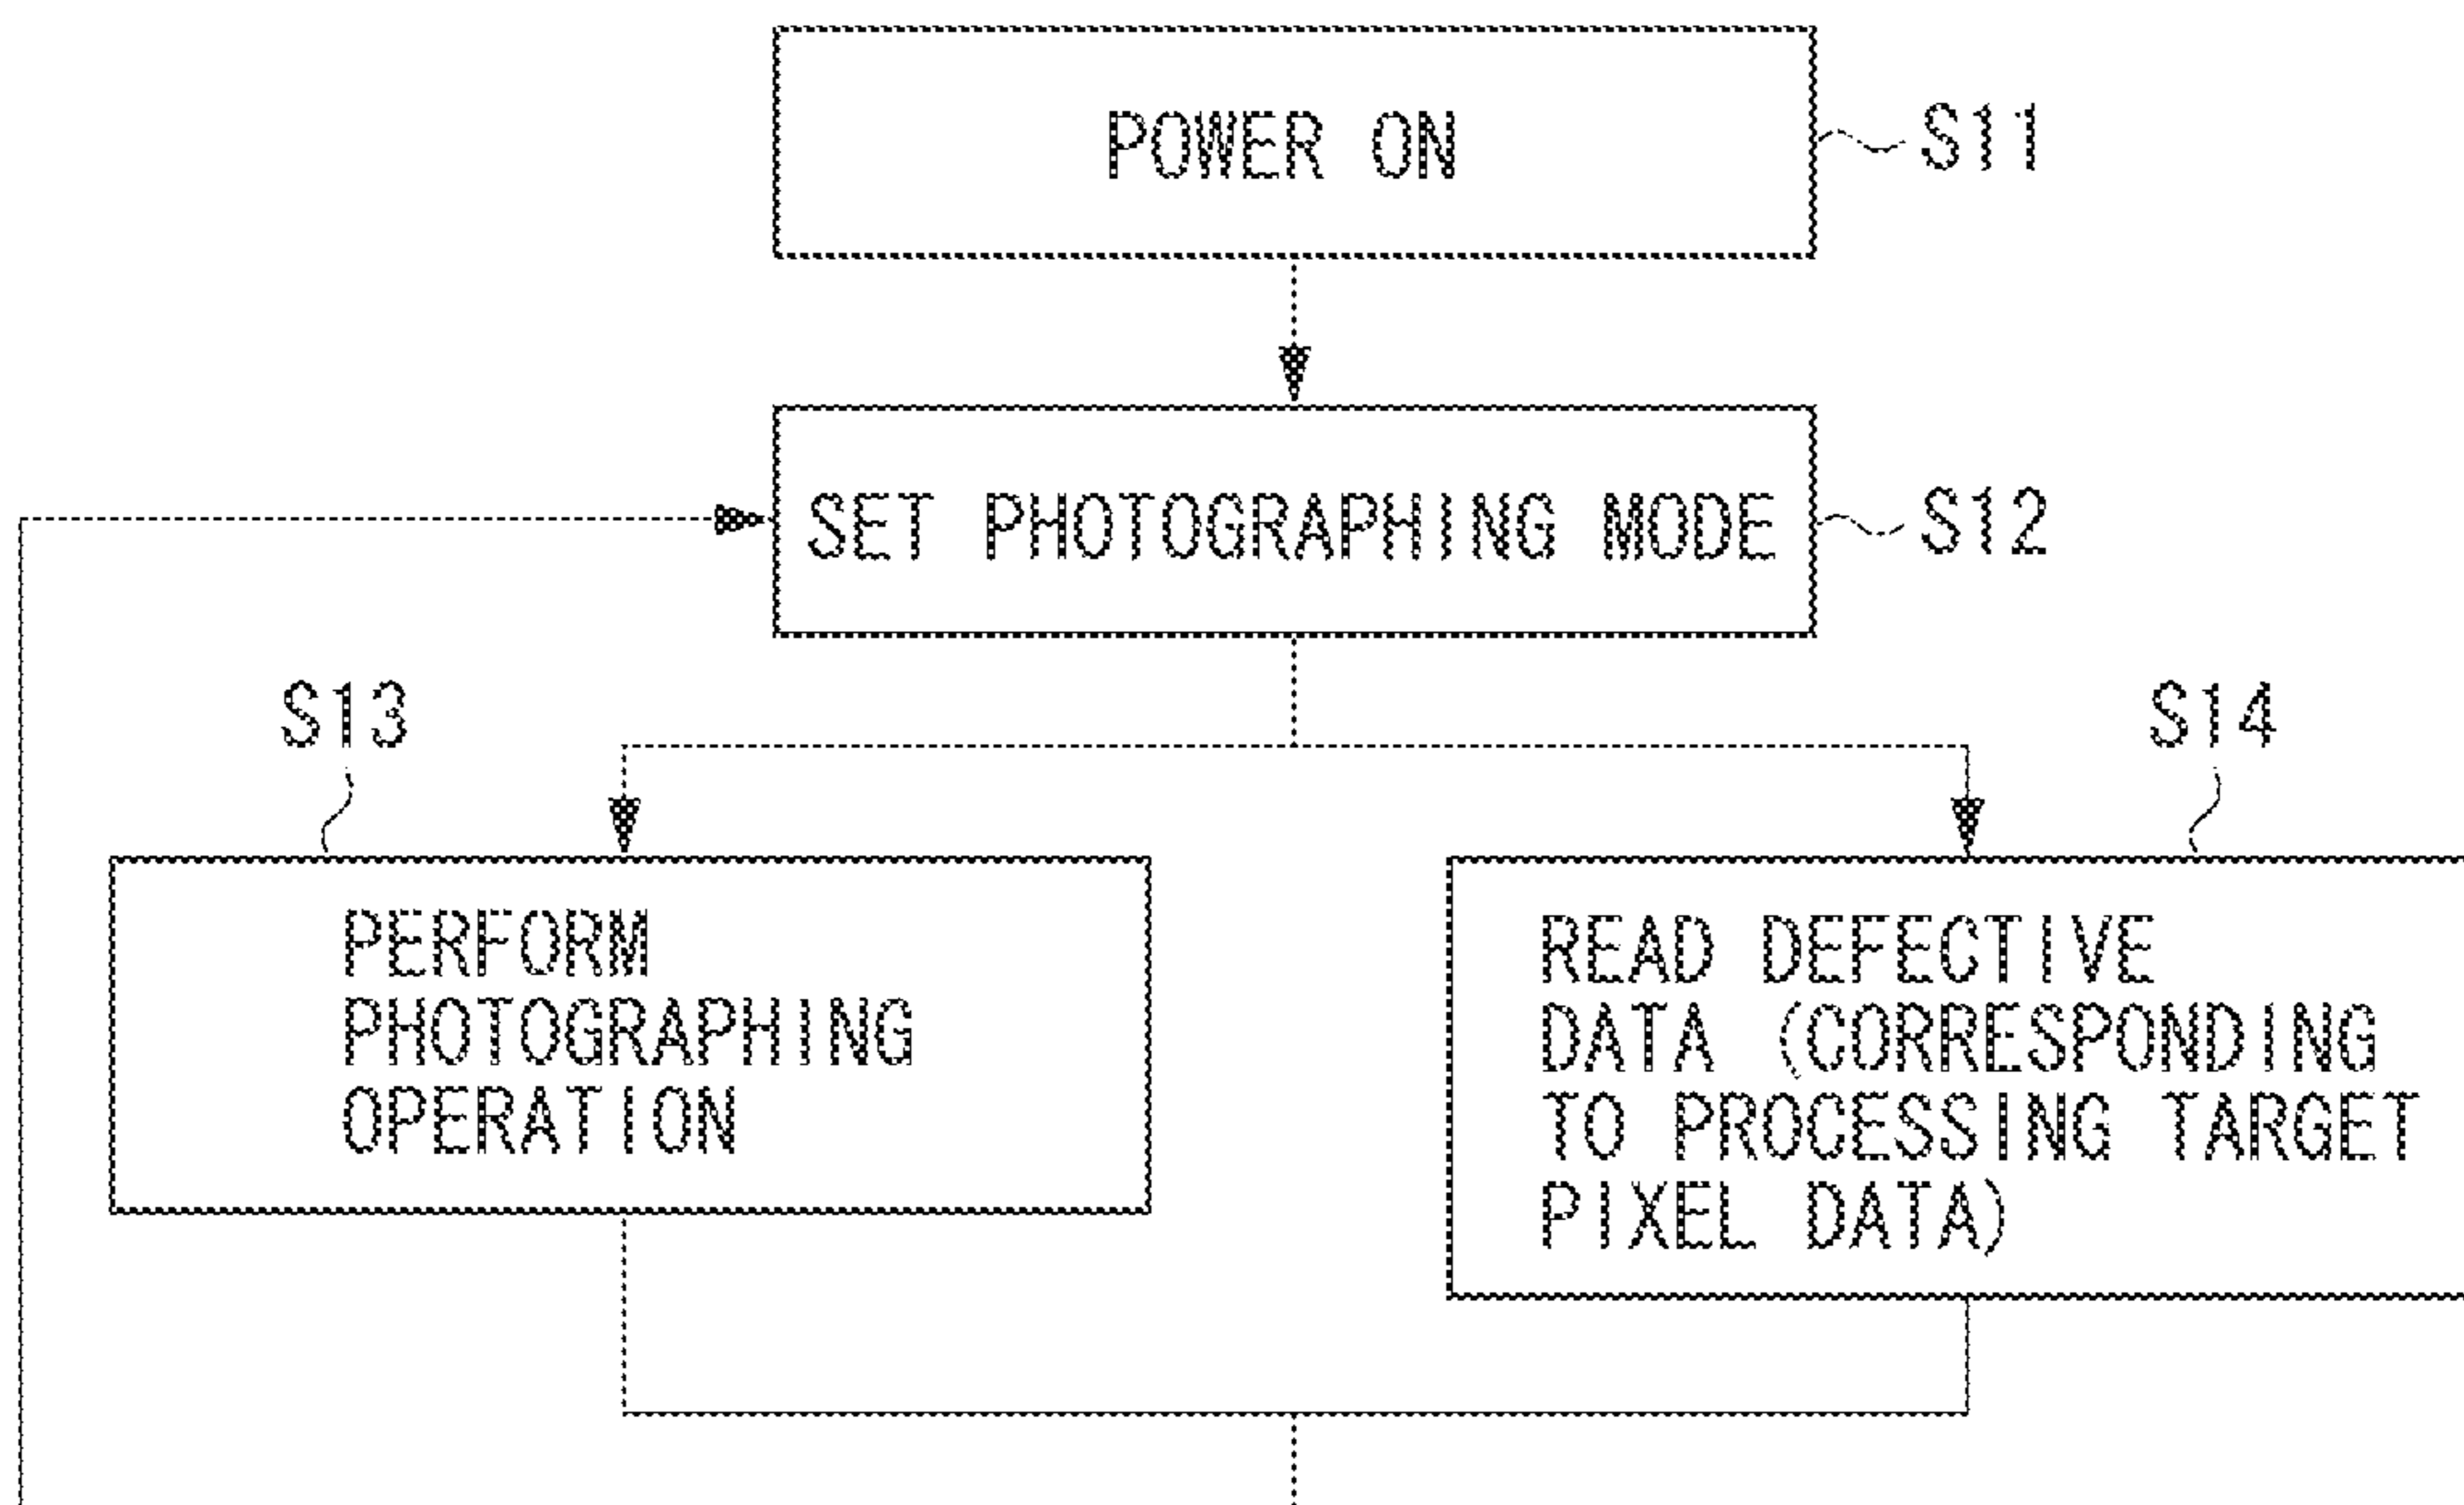 POWER ON
S11
SET PHOTOGRAPHING MODE
S12
S13
S14
PERFORM
PHOTOGRAPHING
OPERATION
READ DEFECTIVE
DATA (CORRESPONDING
TO PROCESSING TARGET
PIXEL DATA)